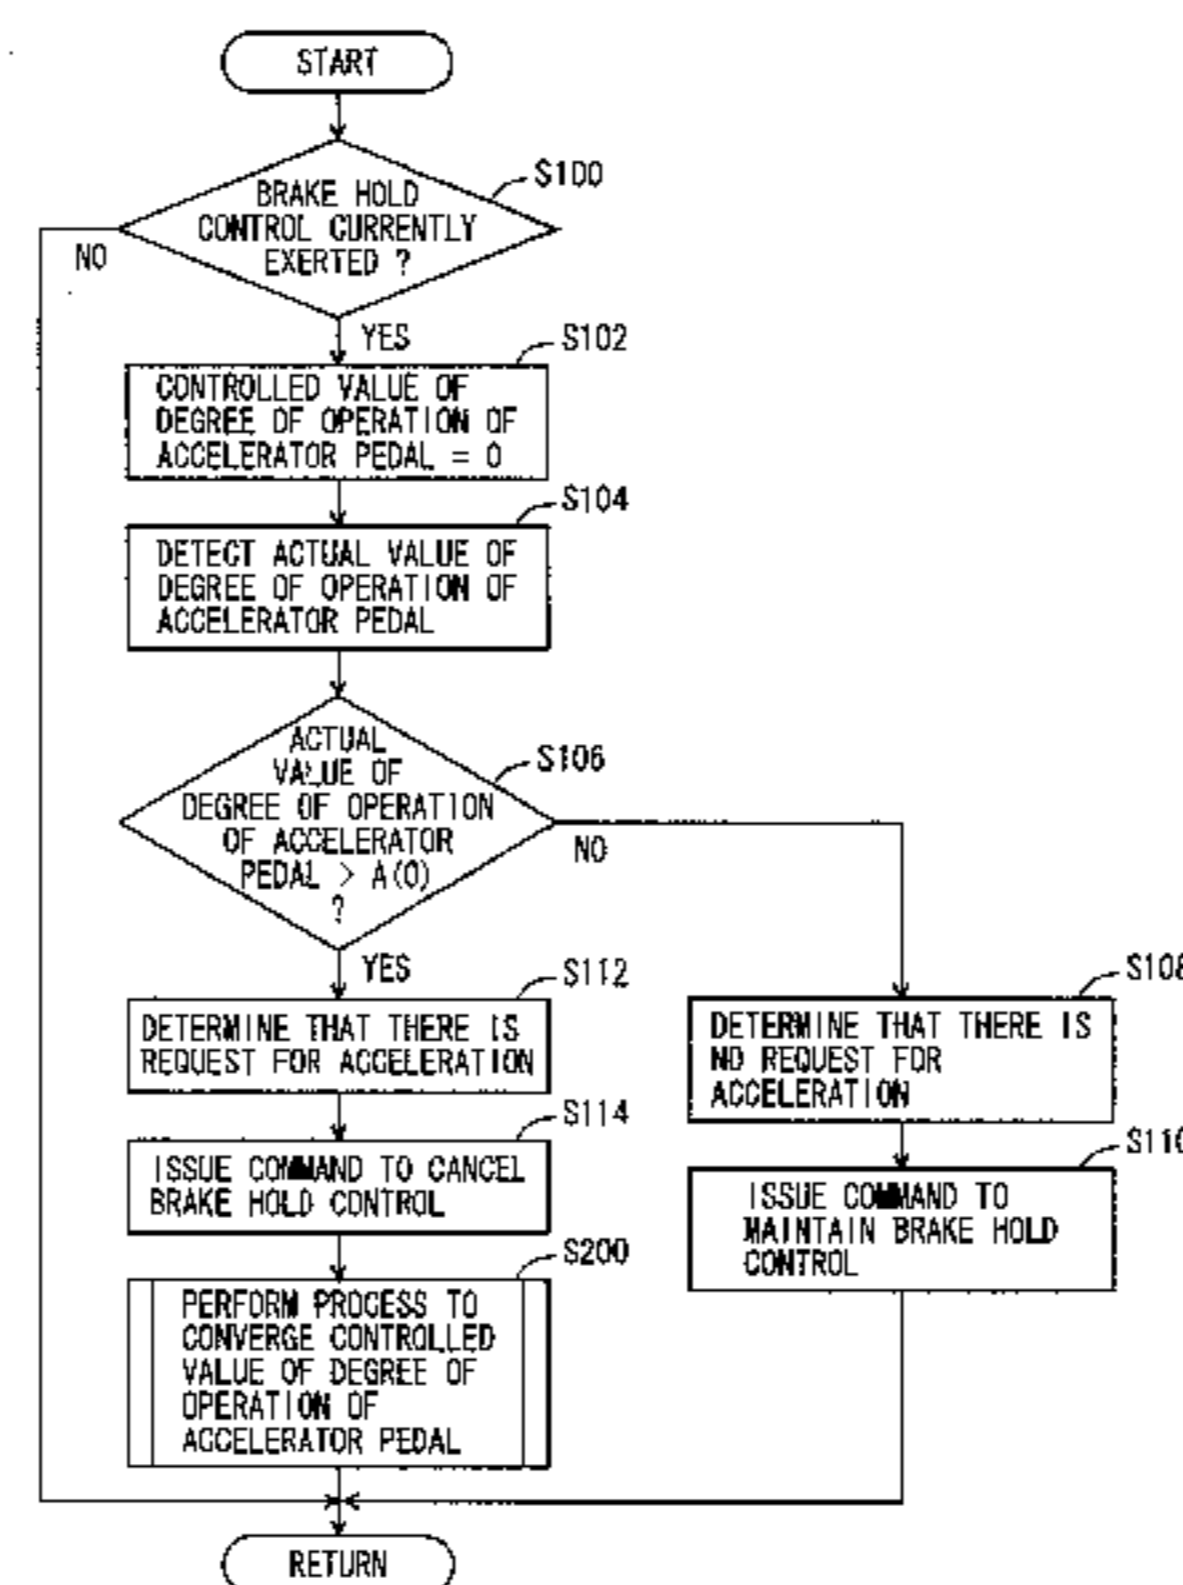 START
S100
BRAKE HOLD
CONTROL CURRENTLY
EXERTED ?
NO
YES
S102
CONTROLLED VALUE OF
DEGREE OF OPERATION OF
ACCELERATOR PEDAL = 0
S104
DETECT ACTUAL VALUE OF
DEGREE OF OPERATION OF
ACCELERATOR PEDAL
S106
ACTUAL
VALUE OF
DEGREE OF OPERATION
OF ACCELERATOR
PEDAL > A(0)
?
NO
YES
S112
DETERMINE THAT THERE IS
REQUEST FOR ACCELERATION
S108
DETERMINE THAT THERE IS
NO REQUEST FOR
ACCELERATION
S114
ISSUE COMMAND TO CANCEL
BRAKE HOLD CONTROL
S110
ISSUE COMMAND TO
MAINTAIN BRAKE HOLD
CONTROL
S200
PERFORM PROCESS TO
CONVERGE CONTROLLED
VALUE OF DEGREE OF
OPERATION OF
ACCELERATOR PEDAL
RETURN